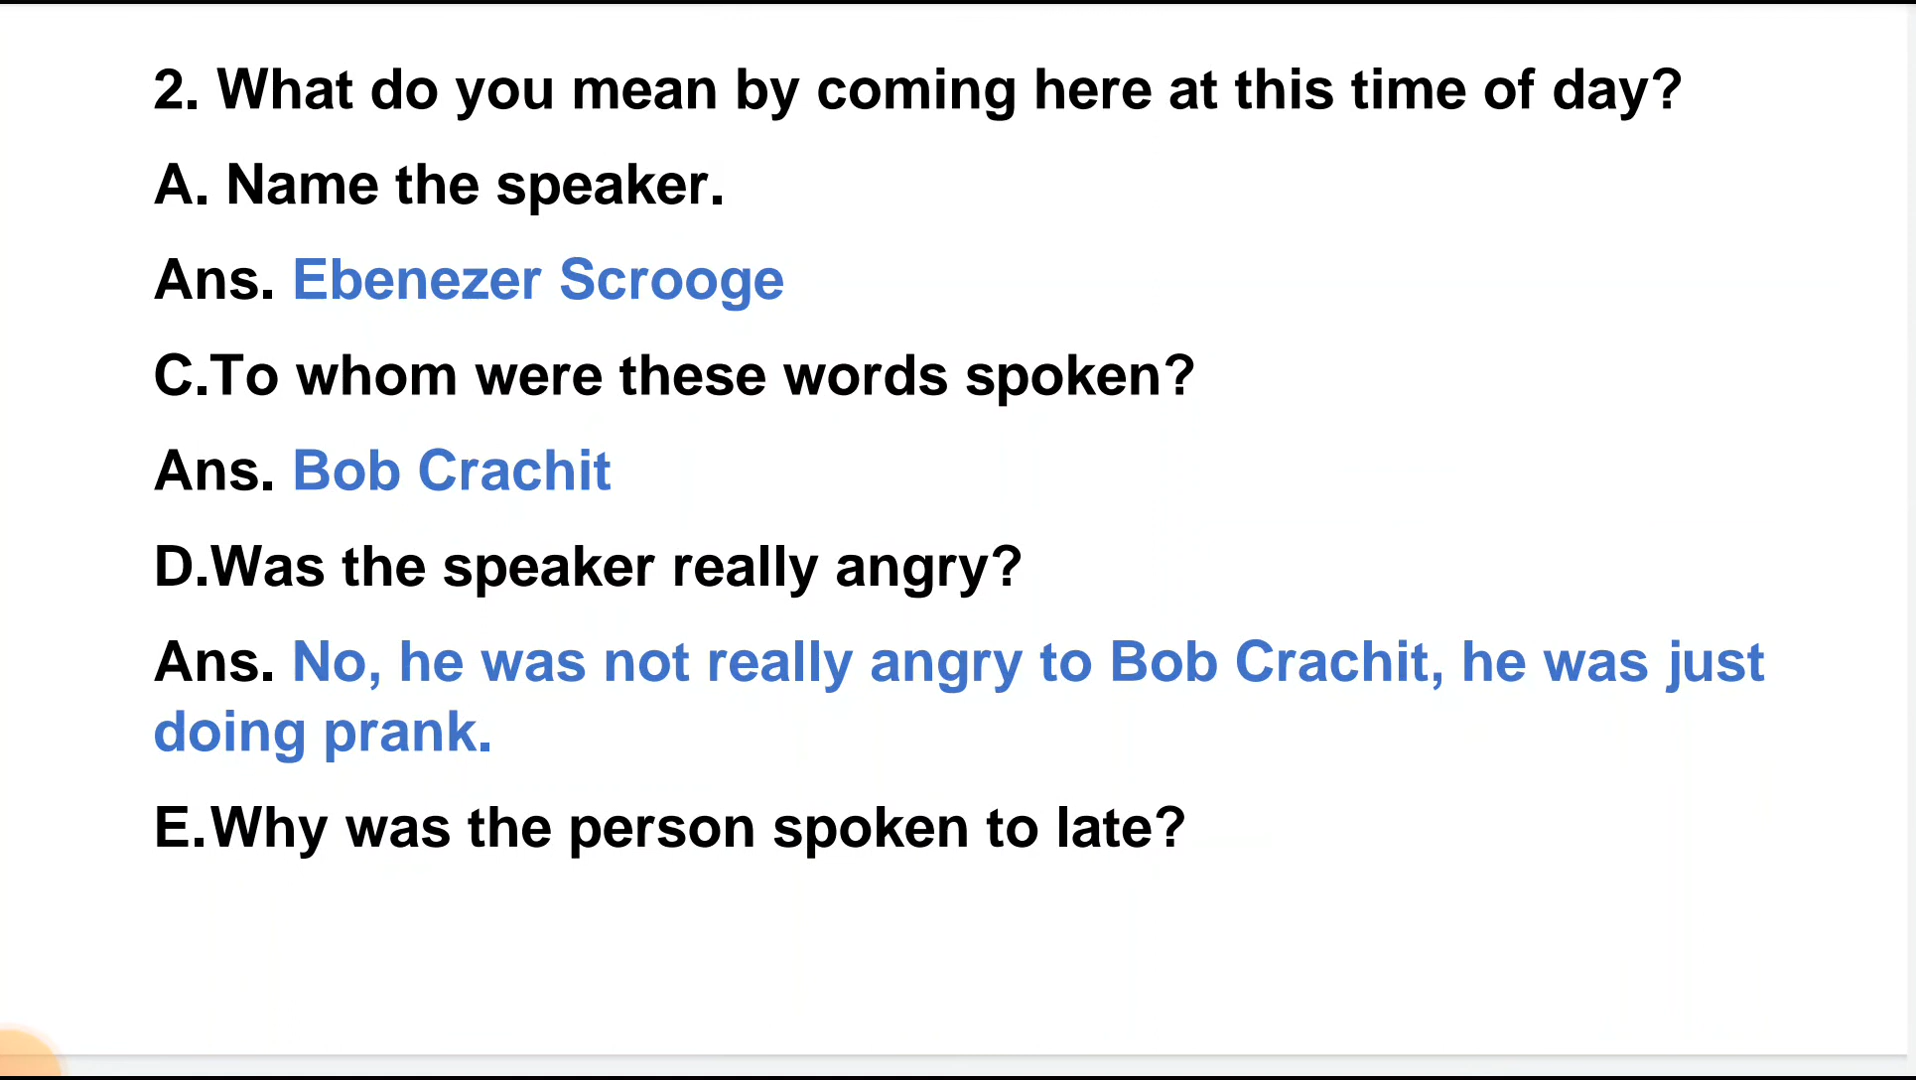 2. What do you mean by coming here at this time of day?
A. Name the speaker.
Ans. Ebenezer Scrooge
C.To whom were these words spoken?
Ans. Bob Crachit
D.Was the speaker really angry?
Ans. No, he was not really angry to Bob Crachit, he was just
doing prank.
E.Why was the person spoken to late?